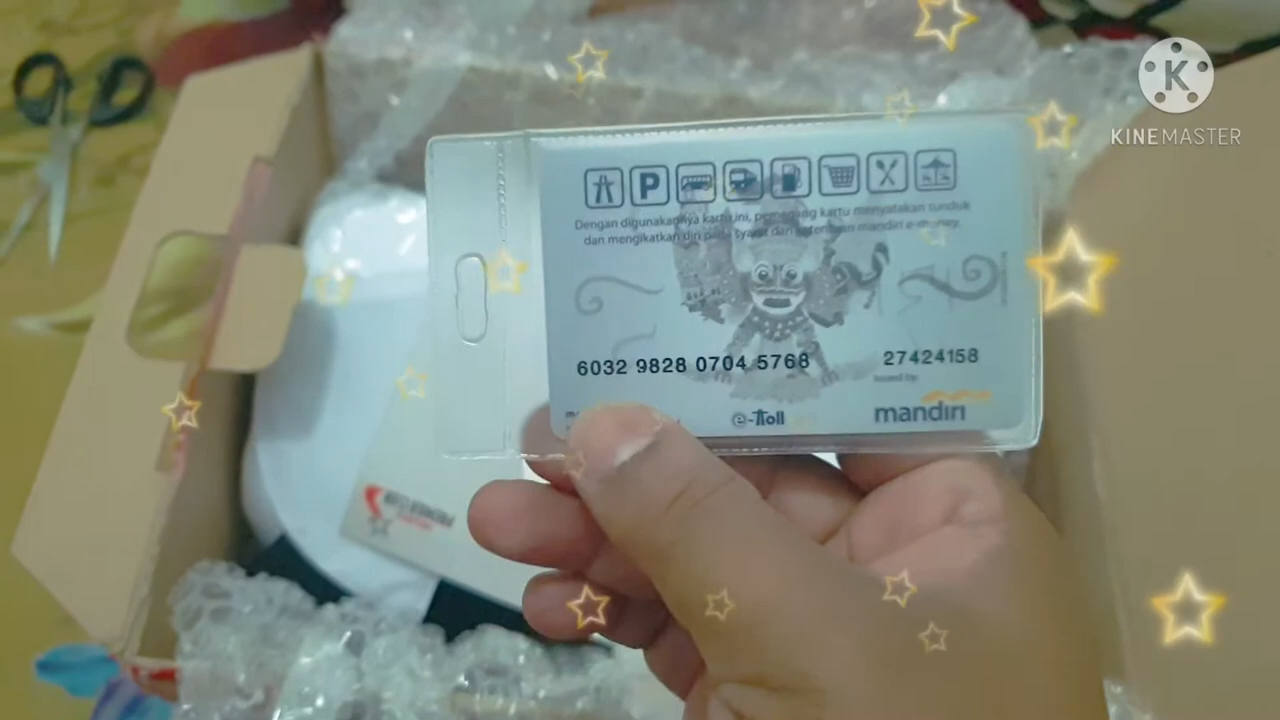 KINEMASTER
P
Dengan digunakannya kartu ini, pemegang kartu menyatakan tunduk
dan mengikatkan diri pada syarat dan ketentuan mandiri e-money.
6032 9828 0704 5768
27424158
issued by
e-Toll
mandiri